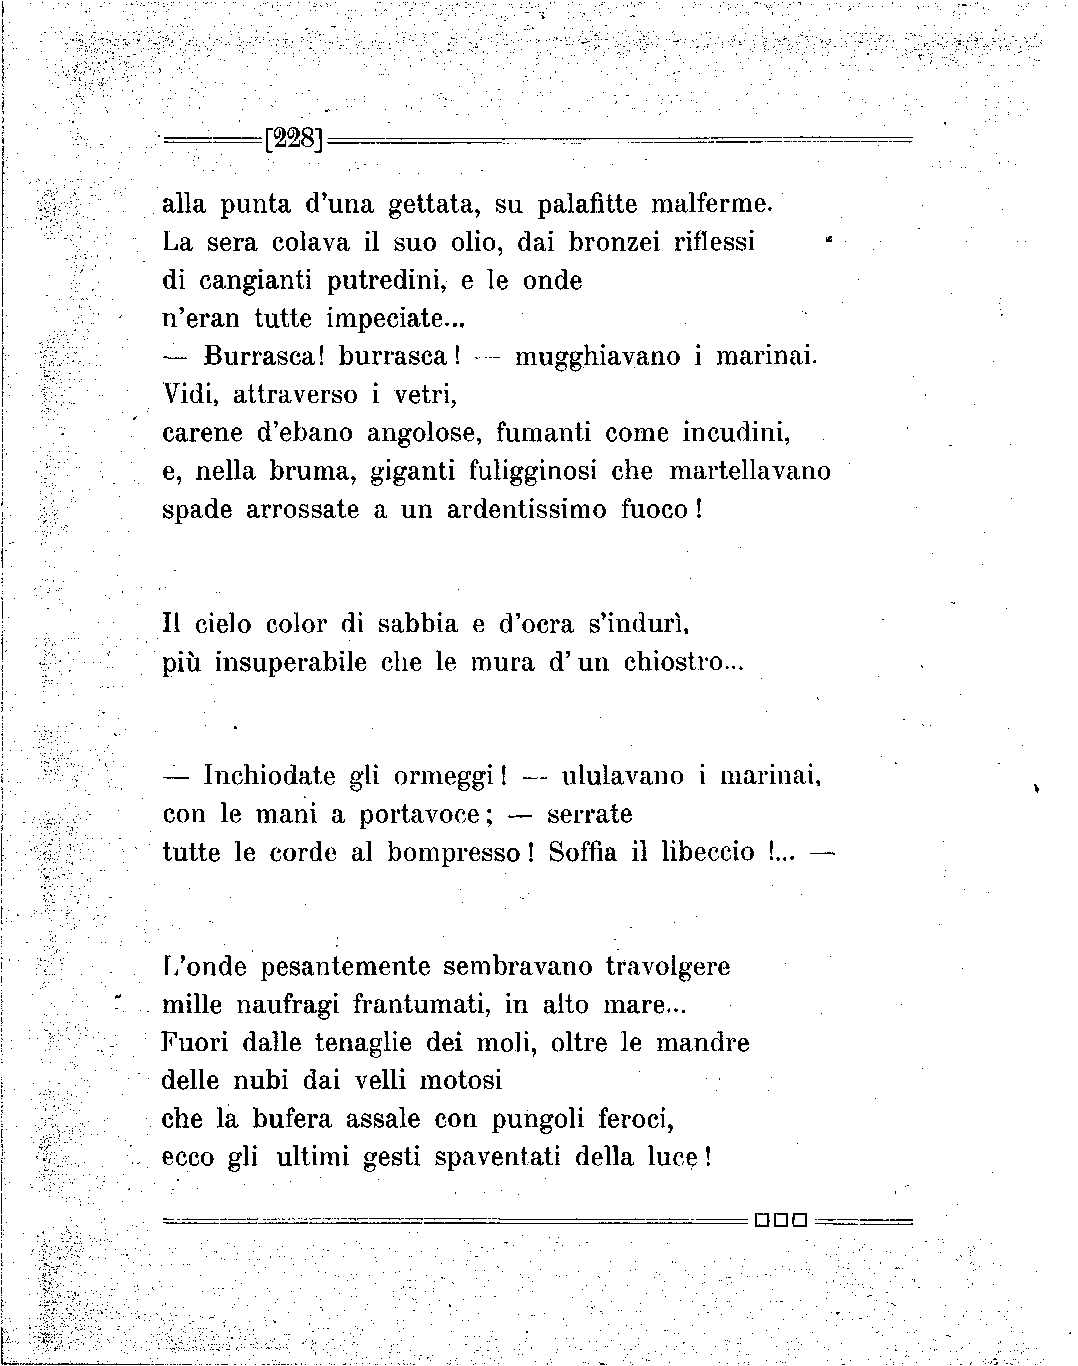 [228]
alla punta d'una gettata, su palafitte malferme.
La sera colava il suo olio, dai bronzei riflessi
di cangianti putredini, e le onde
n'eran tutte impeciate...
— Burrasca! burrasca! — mugghiavano i marinai.
Vidi, attraverso i vetri,
carene d'ebano angolose, fumanti come incudini,
e, nella bruma, giganti fuligginosi che martellavano
spade arrossate a un ardentissimo fuoco!
Il cielo color di sabbia e d'ocra s'indurì,
più insuperabile che le mura d'un chiostro...
— Inchiodate gli ormeggi! — ululavano i marinai,
con le mani a portavoce; — serrate
tutte le corde al bompresso! Soffia il libeccio!... —
L'onde pesantemente sembravano travolgere
mille naufragi frantumati, in alto mare...
Fuori dalle tenaglie dei moli, oltre le mandre
delle nubi dai velli motosi
che la bufera assale con pungoli feroci,
ecco gli ultimi gesti spaventati della luce!